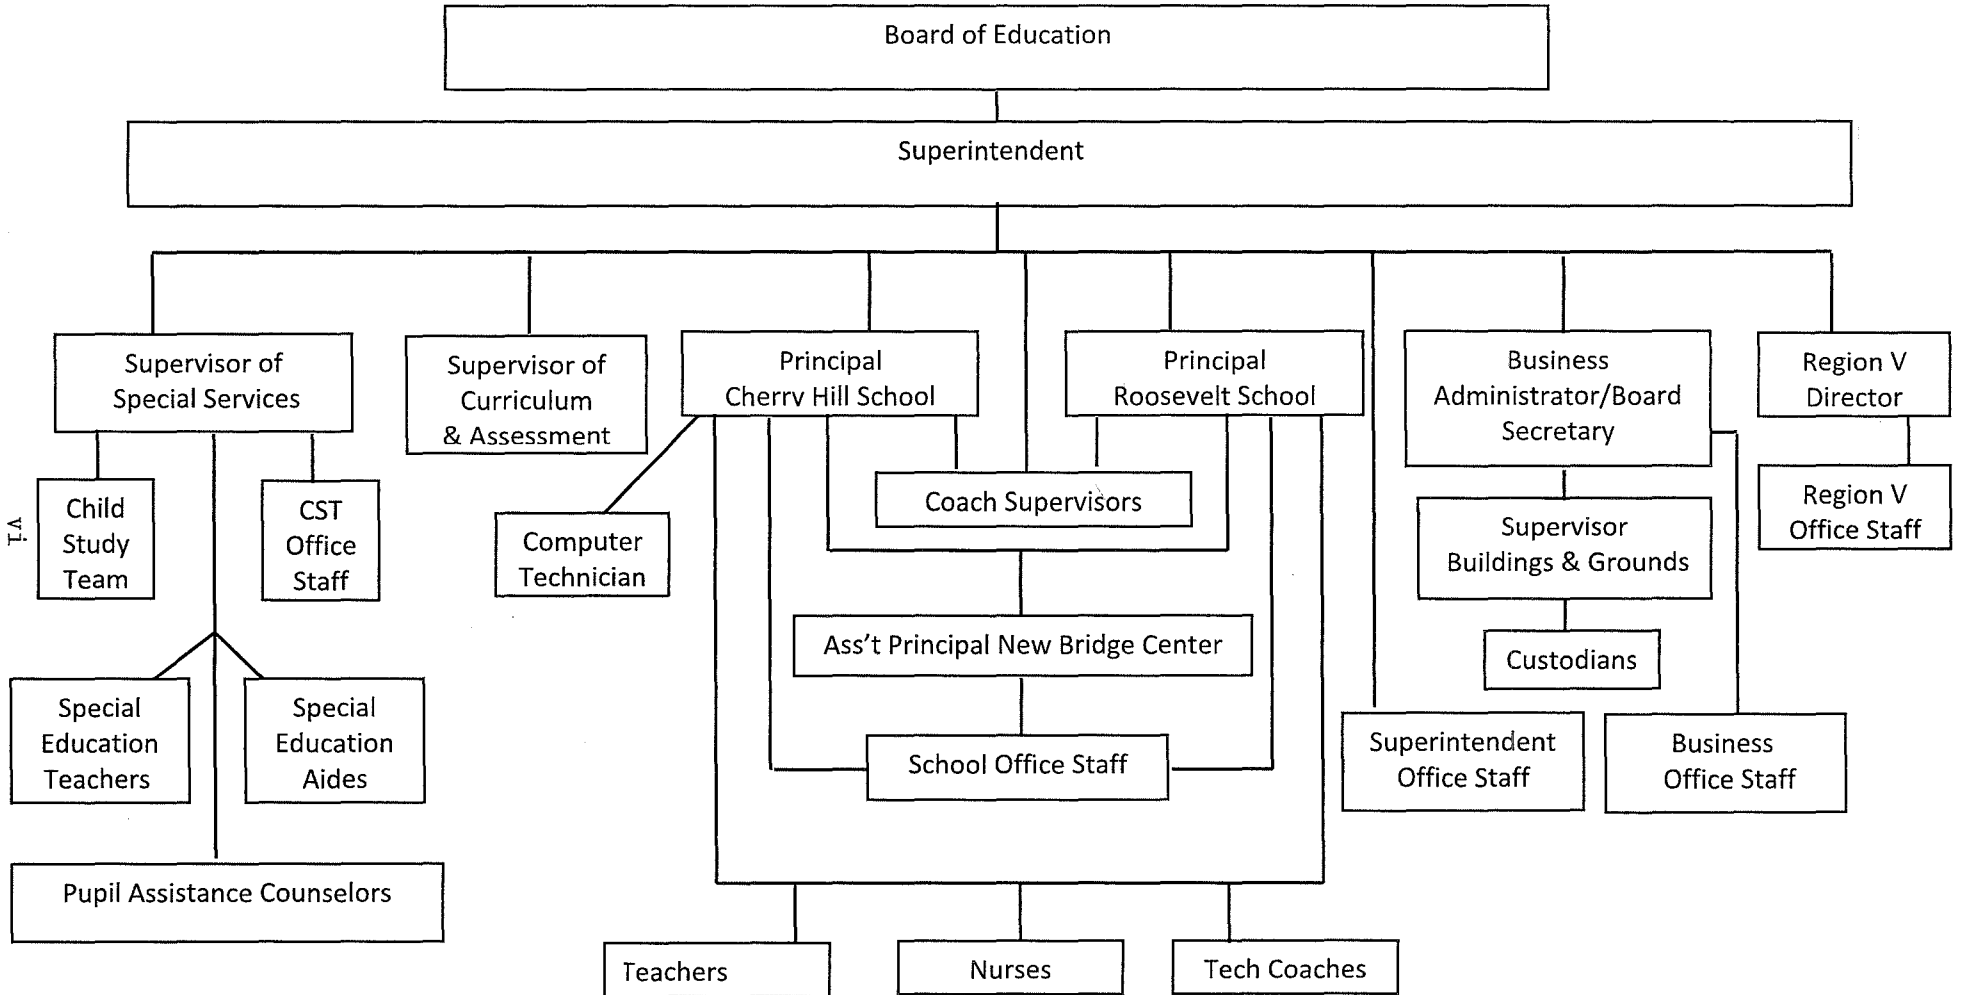 Board of Education
Superintendent
Supervisor of
Special Services
Supervisor of
Curriculum
& Assessment
Principal
Cherry Hill School
Principal
Roosevelt School
Business
Administrator/Board
Secretary
Region V
Director
Child
Study
Team
CST
Office
Staff
Computer
Technician
Coach Supervisors
Supervisor
Buildings & Grounds
Region V
Office Staff
vi
Ass't Principal New Bridge Center
Custodians
Special
Education
Teachers
Special
Education
Aides
School Office Staff
Superintendent
Office Staff
Business
Office Staff
Pupil Assistance Counselors
Teachers
Nurses
Tech Coaches